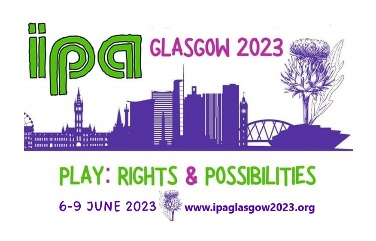 ipa GLASGOW 2023
PLAY: RIGHTS & POSSIBILITIES
6-9 JUNE 2023 www.ipaglasgow2023.org